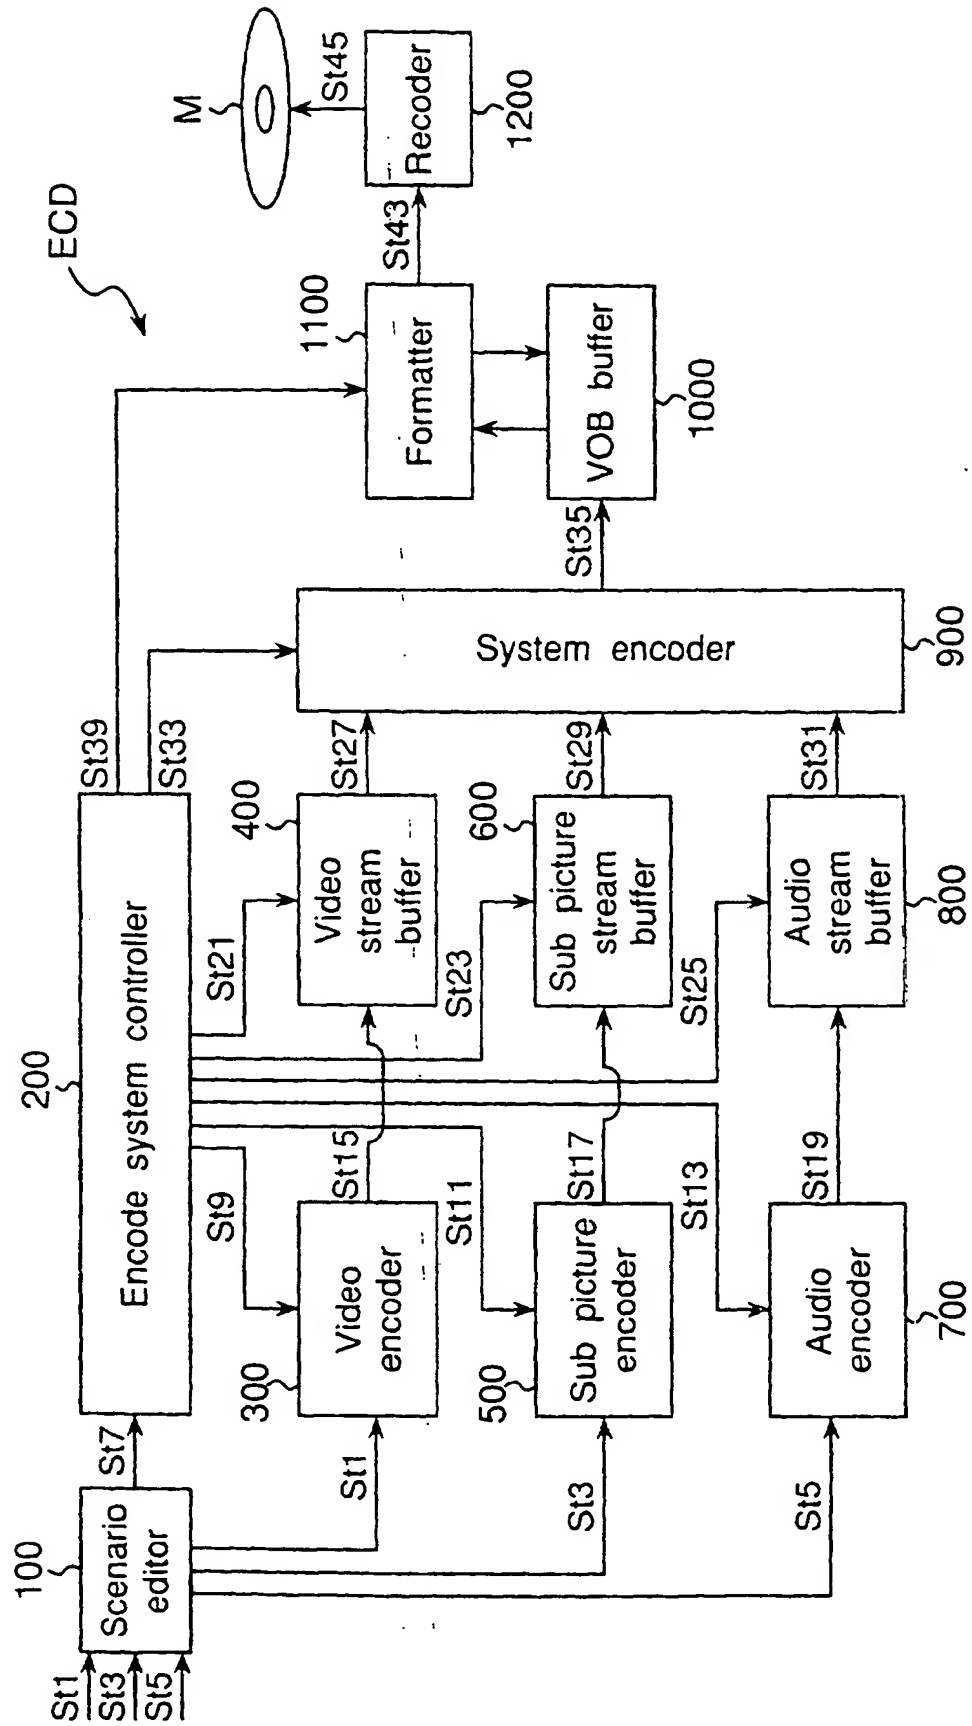 ECD
M
St45
Recoder
1200
St43
1100
Formatter
VOB buffer
1000
St35
System encoder
900
St39
St33
St27
St29
St31
400
Video
stream
buffer
600
Sub picture
stream
buffer
Audio
stream
buffer
800
St21
St23
St25
200
Encode system controller
St9
St11
St13
St15
St17
St19
300
Video
encoder
500
Sub picture
encoder
Audio
encoder
700
St7
100
Scenario
editor
St1
St3
St5
St1
St3
St5